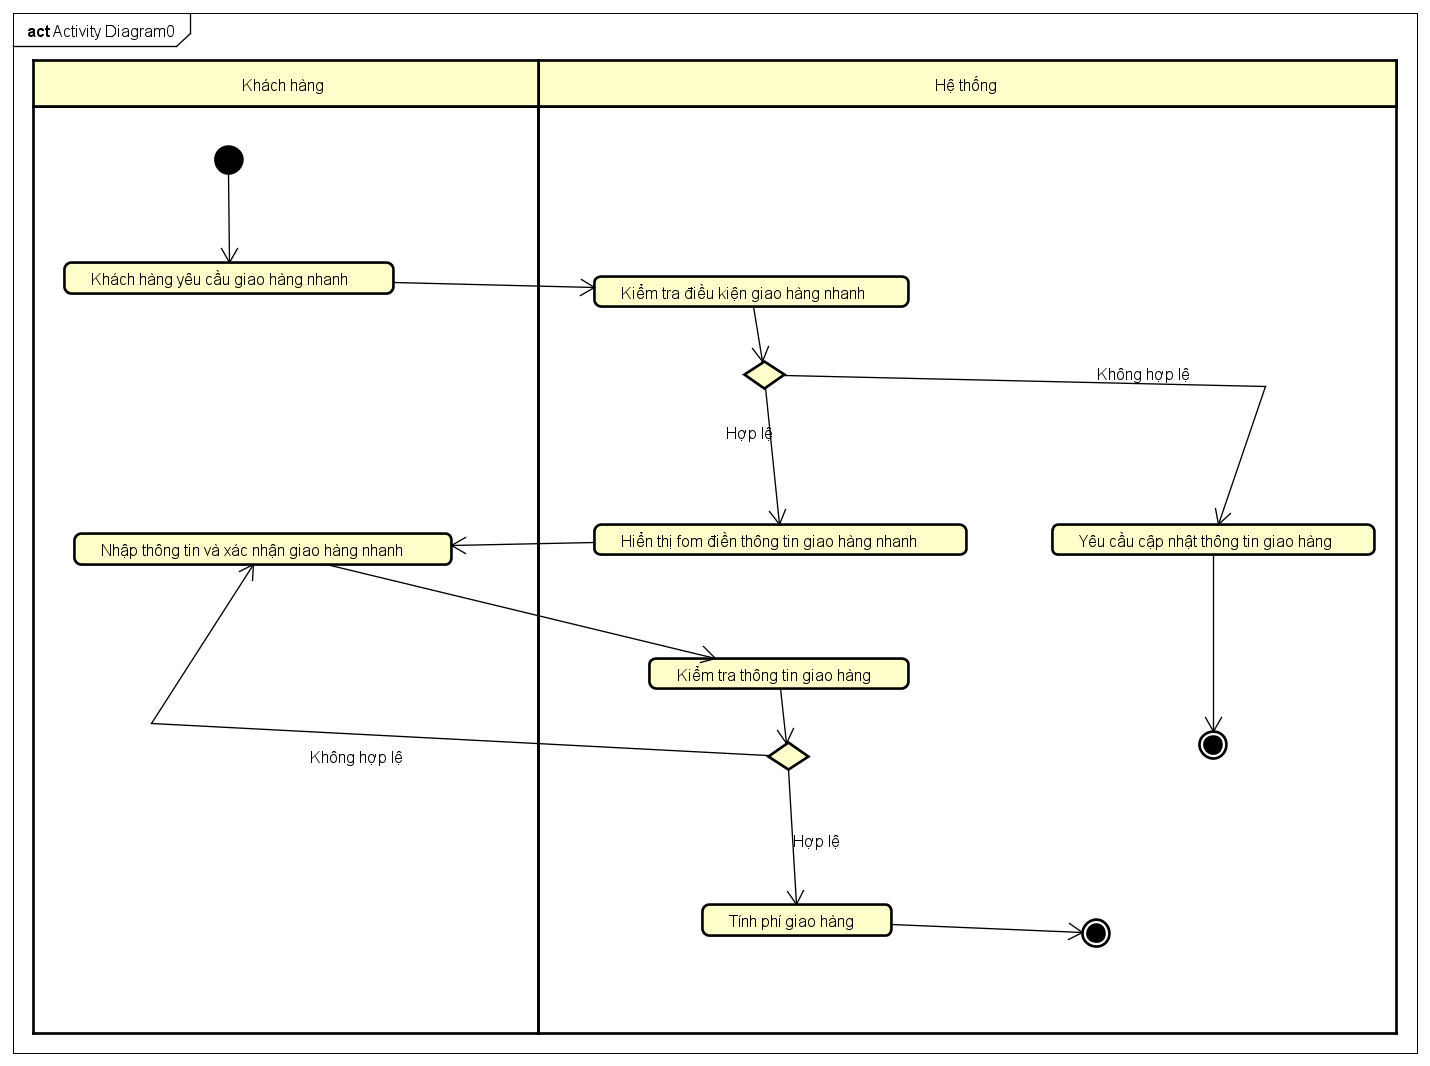 act Activity Diagram0
Khách hàng
Hệ thống
Khách hàng yêu cầu giao hàng nhanh
Kiểm tra điều kiện giao hàng nhanh
Không hợp lệ
Hợp lệ
Nhập thông tin và xác nhận giao hàng nhanh
Hiển thị fom điền thông tin giao hàng nhanh
Yêu cầu cập nhật thông tin giao hàng
Kiểm tra thông tin giao hàng
Không hợp lệ
Hợp lệ
Tính phí giao hàng